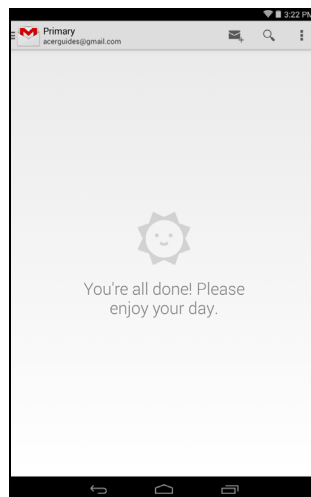 3:22 PM
Primary
acerguides@gmail.com
You're all done! Please
enjoy your day.